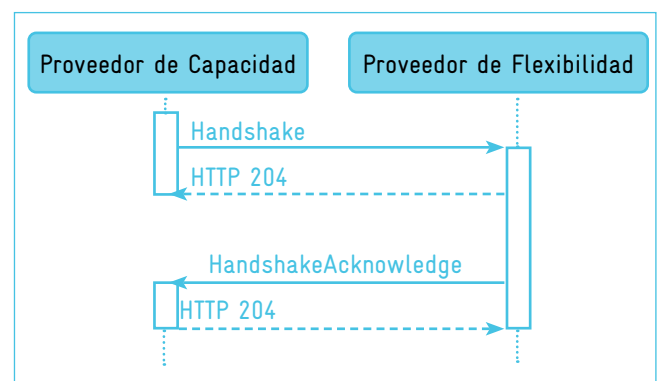 Proveedor de Capacidad
Proveedor de Flexibilidad
Handshake
HTTP 204
HandshakeAcknowledge
HTTP 204